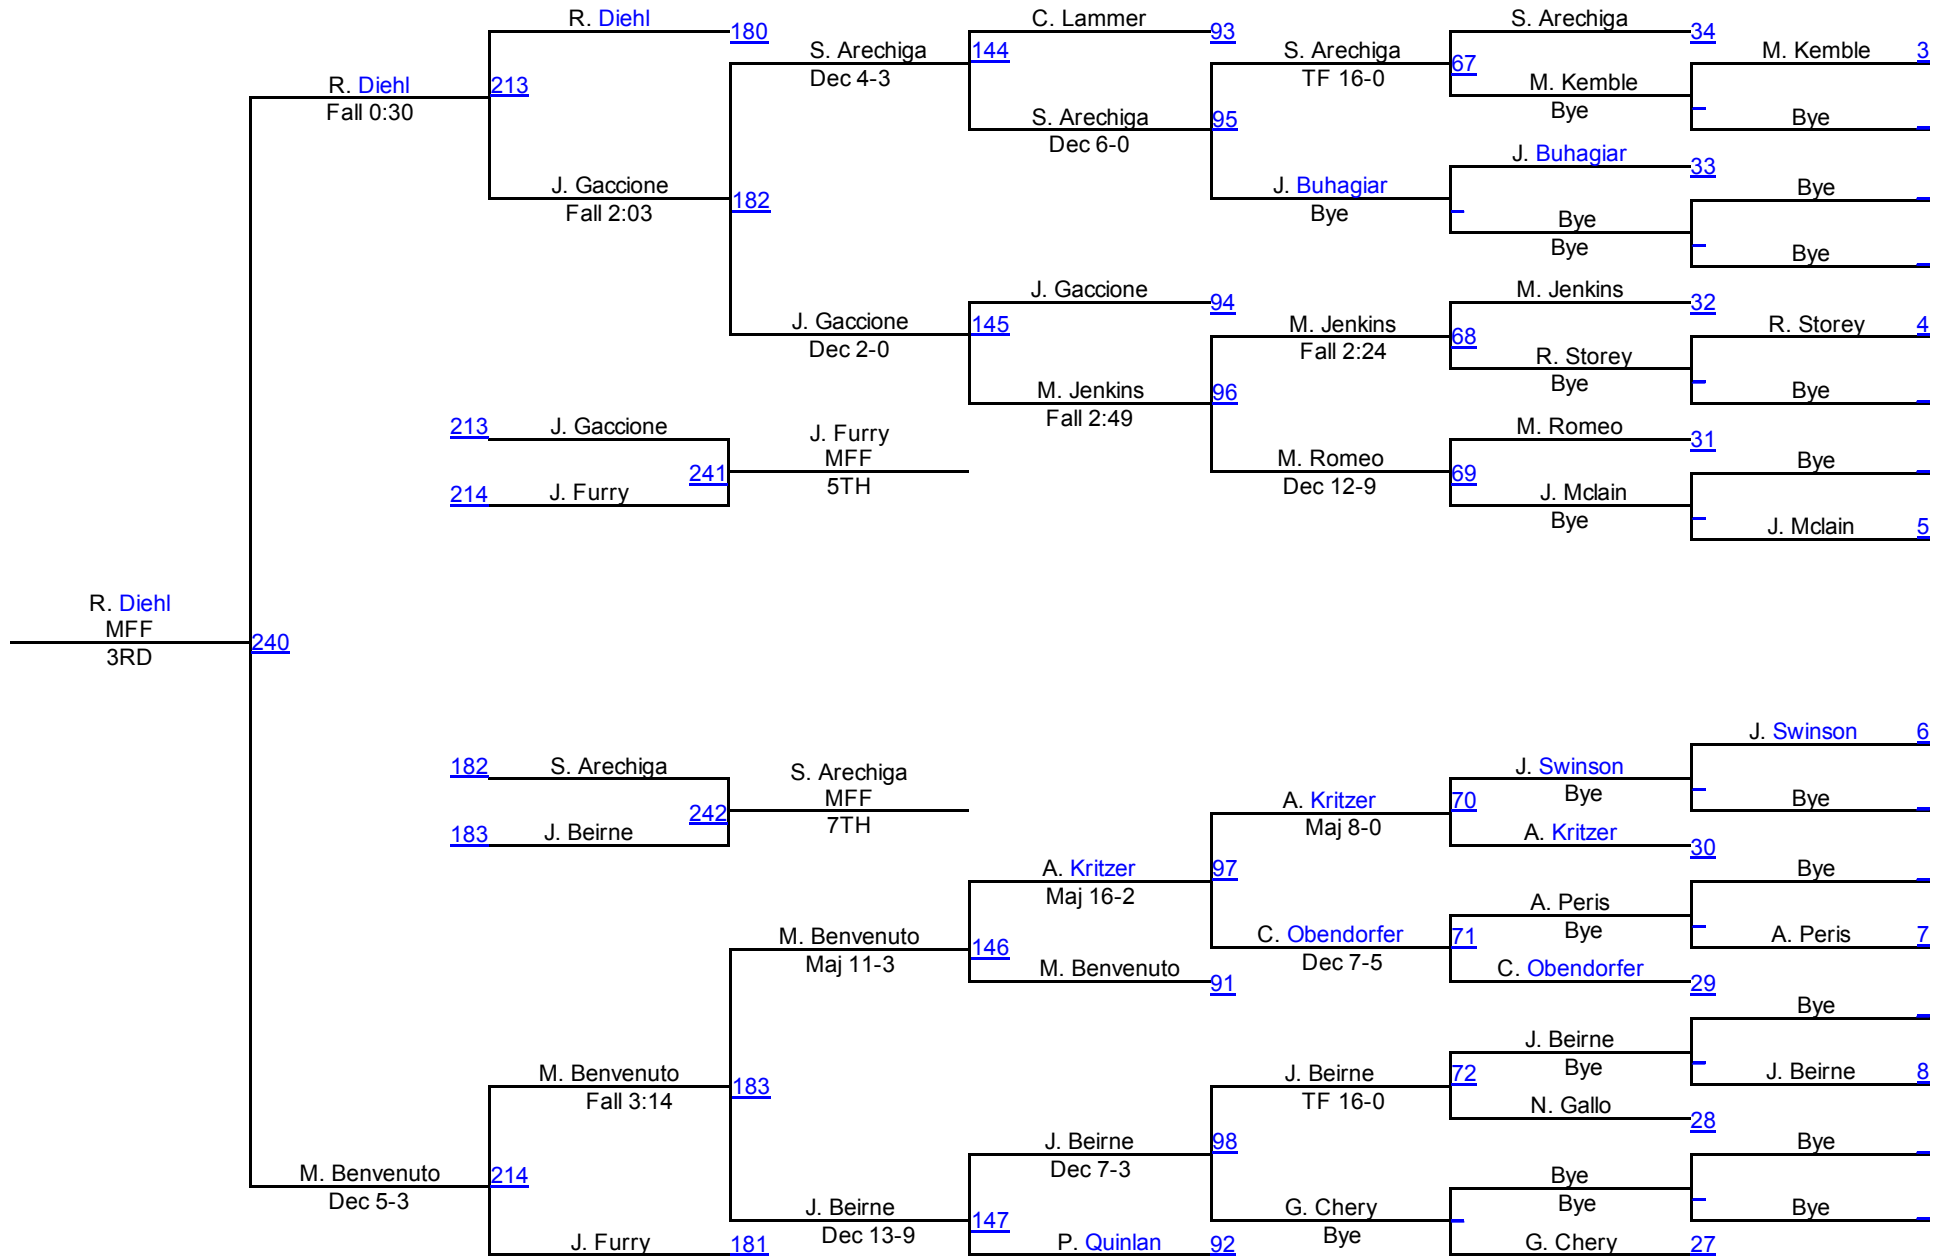 R. Diehl
180
C. Lammer
93
S. Arechiga
34
S. Arechiga
Dec 4-3
144
S. Arechiga
TF 16-0
67
M. Kemble
3
R. Diehl
Fall 0:30
213
M. Kemble
Bye
S. Arechiga
Dec 6-0
95
Bye
J. Buhagiar
33
J. Gaccione
Fall 2:03
182
J. Buhagiar
Bye
Bye
Bye
Bye
Bye
J. Gaccione
94
M. Jenkins
32
J. Gaccione
Dec 2-0
145
M. Jenkins
Fall 2:24
68
R. Storey
4
R. Storey
Bye
M. Jenkins
Fall 2:49
96
Bye
213
J. Gaccione
J. Furry
MFF
5TH
241
214
J. Furry
M. Romeo
31
M. Romeo
Dec 12-9
69
Bye
J. Mclain
Bye
J. Mclain
5
R. Diehl
MFF
3RD
240
J. Swinson
6
182
S. Arechiga
S. Arechiga
MFF
7TH
242
183
J. Beirne
J. Swinson
Bye
A. Kritzer
Maj 8-0
70
Bye
A. Kritzer
30
A. Kritzer
Maj 16-2
97
Bye
A. Peris
Bye
M. Benvenuto
Maj 11-3
146
C. Obendorfer
Dec 7-5
71
A. Peris
7
M. Benvenuto
91
C. Obendorfer
29
Bye
J. Beirne
Bye
M. Benvenuto
Fall 3:14
183
J. Beirne
TF 16-0
72
J. Beirne
8
N. Gallo
28
J. Beirne
Dec 7-3
98
Bye
M. Benvenuto
Dec 5-3
214
Bye
Bye
J. Beirne
Dec 13-9
147
G. Chery
Bye
Bye
J. Furry
181
P. Quinlan
92
G. Chery
27